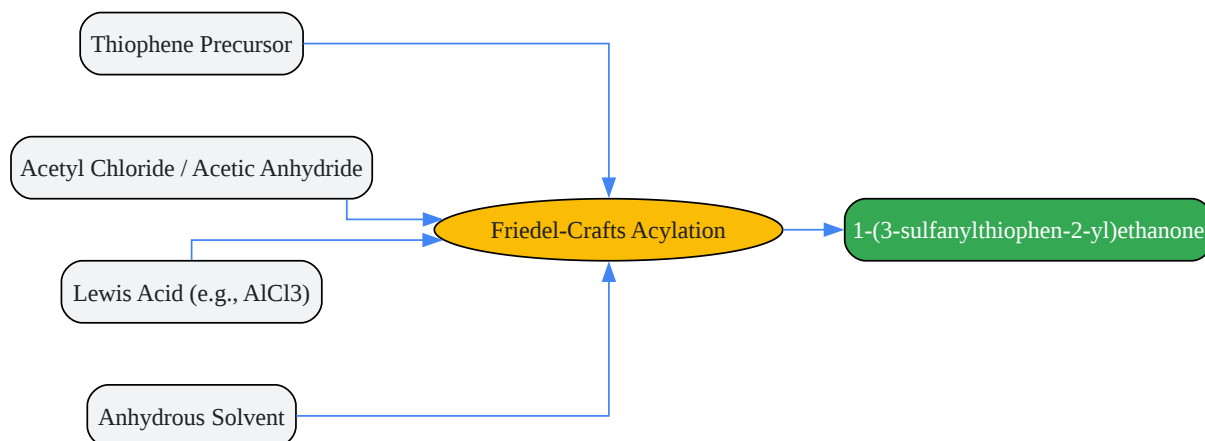 Thiophene Precursor
Acetyl Chloride / Acetic Anhydride
Friedel-Crafts Acylation
1-(3-sulfanylthiophen-2-yl)ethanone
Lewis Acid (e.g., AlCl3)
Anhydrous Solvent